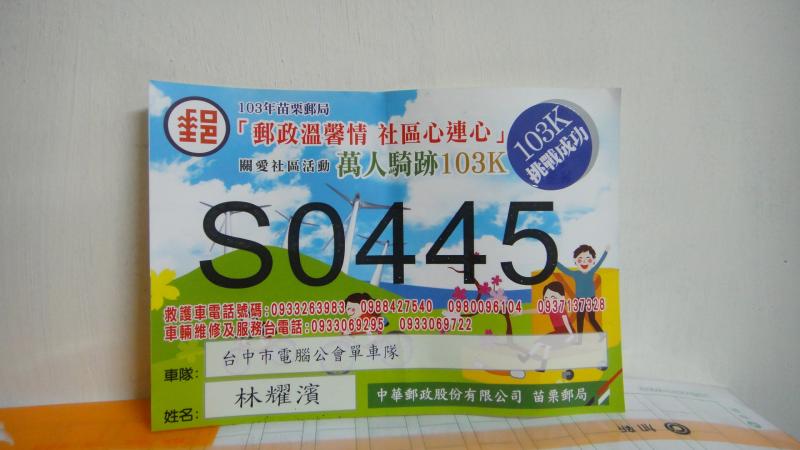 郵
103年苗栗郵局
「郵政溫馨情 社區心連心」
關愛社區活動 萬人騎跡103K
103K
挑戰成功
S0445
救護車電話號碼:0933263983 0988427540 0980096104 0937137328
車輛維修及服務台電話:0933069295 0933069722
車隊: 台中市電腦公會單車隊
姓名: 林耀濱
中華郵政股份有限公司 苗栗郵局